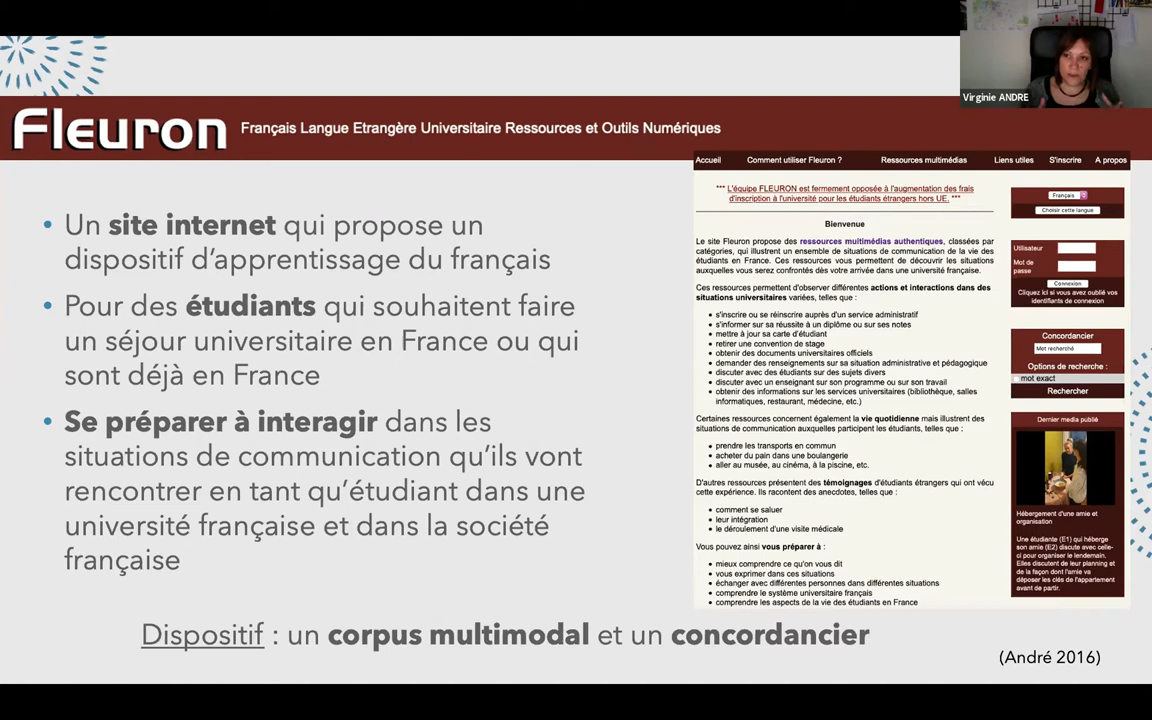 Virginie ANDRE
Fleuron
Français Langue Etrangère Universitaire Ressources et Outils Numériques
• Un site internet qui propose un
dispositif d'apprentissage du français
• Pour des étudiants qui souhaitent faire
un séjour universitaire en France ou qui
sont déjà en France
• Se préparer à interagir dans les
situations de communication qu'ils vont
rencontrer en tant qu'étudiant dans une
université française et dans la société
française
Accueil Comment utiliser Fleuron ? Ressources multimédias Liens utiles S'inscrire A propos
*** L'équipe FLEURON est fermement opposée à l'augmentation des frais
d'inscription à l'université pour les étudiants étrangers hors UE. ***
Bienvenue
Le site Fleuron propose des ressources multimédias authentiques, classées par
catégories, qui illustrent un ensemble de situations de communication de la vie des
étudiants en France. Ces ressources vous permettent de découvrir les situations
auxquelles vous serez confrontés dès votre arrivée dans une université française.
Ces ressources permettent d'observer différentes actions et interactions dans des
situations universitaires variées, telles que :
• s'inscrire ou se réinscrire auprès d'un service administratif
• s'informer sur sa réussite à un diplôme ou sur ses notes
• mettre à jour sa carte d'étudiant
• retirer une convention de stage
• obtenir des documents universitaires officiels
• demander des renseignements sur sa situation administrative et pédagogique
• discuter avec des étudiants sur des sujets divers
• discuter avec un enseignant sur son programme ou sur son travail
• obtenir des informations sur les services universitaires (bibliothèque, salles
informatiques, restaurant, médecine, etc.)
Certaines ressources concernent également la vie quotidienne mais illustrent des
situations de communication auxquelles participent les étudiants, telles que :
• prendre les transports en commun
• acheter du pain dans une boulangerie
• aller au musée, au cinéma, à la piscine, etc.
D'autres ressources présentent des témoignages d'étudiants étrangers qui ont vécu
cette expérience. Ils racontent des anecdotes, telles que :
• comment se saluer
• leur intégration
• le déroulement d'une visite médicale
Vous pouvez ainsi vous préparer à :
• mieux comprendre ce qu'on vous dit
• vous exprimer dans ces situations
• échanger avec différentes personnes dans différentes situations
• comprendre le système universitaire français
• comprendre les aspects de la vie des étudiants en France
Français
Choisir cette langue
Utilisateur
Mot de
passe
Connexion
Cliquez ici si vous avez oublié vos
identifiants de connexion
Concordancier
Mot recherché
Options de recherche :
mot exact
Rechercher
Dernier media publié
Hébergement d'une amie et
organisation
Une étudiante (E1) qui héberge
son amie (E2) discute avec celle-
ci pour organiser le lendemain.
Elles discutent de leur planning et
de la façon dont l'amie va
déposer les clés de l'appartement
avant de partir.
Dispositif : un corpus multimodal et un concordancier
(André 2016)